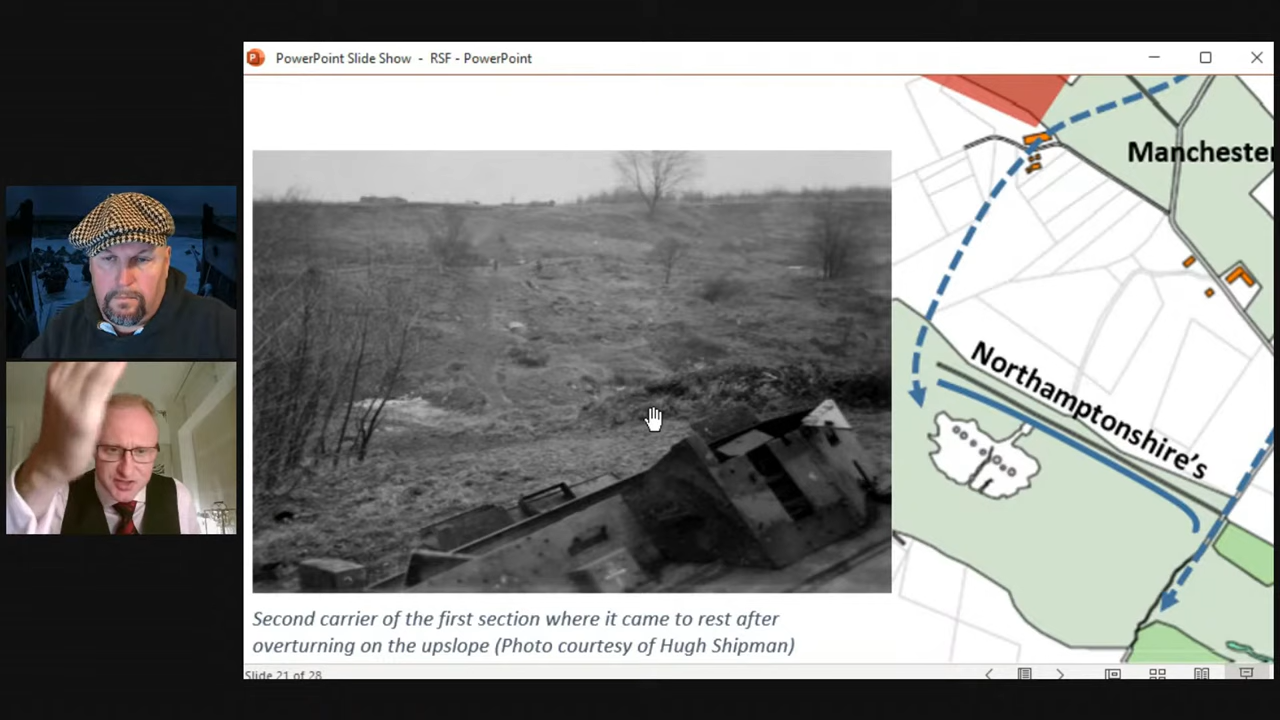 PowerPoint Slide Show - RSF - PowerPoint
Manchester
Northamptonshire's
Second carrier of the first section where it came to rest after
overturning on the upslope (Photo courtesy of Hugh Shipman)
Slide 21 of 28